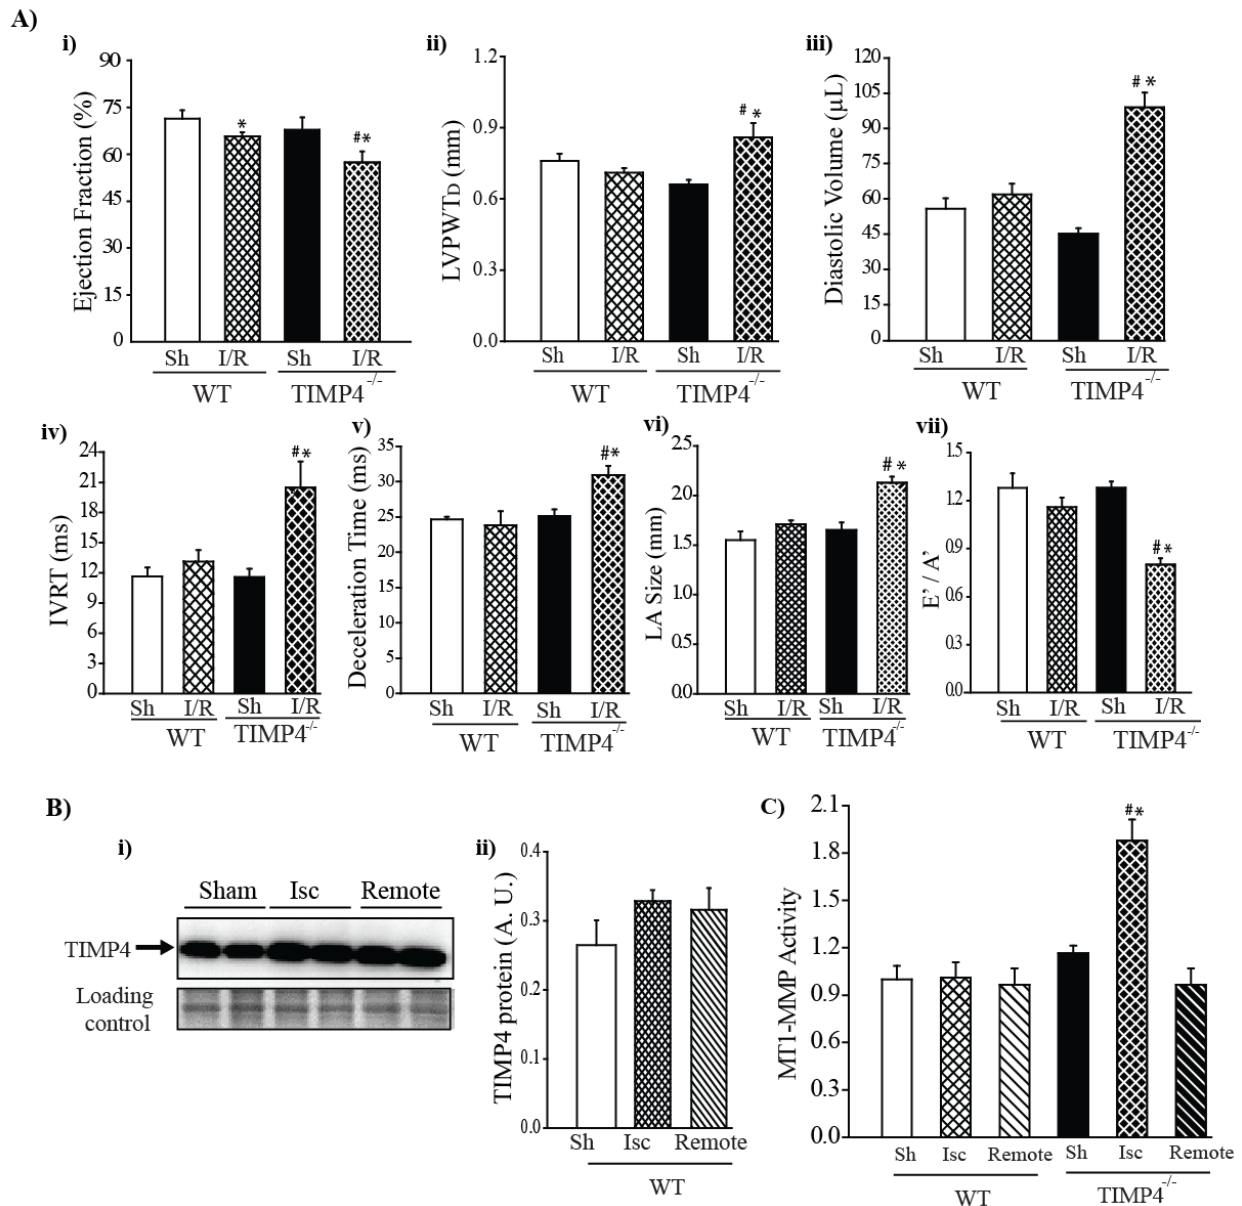 A)
i)
Ejection Fraction (%)
90
75
60
45
30
15
0
*
#*
Sh I/R Sh I/R
WT TIMP4-/-
ii)
LVPWTD (mm)
1.2
0.9
0.6
0.3
0.0
# *
Sh I/R Sh I/R
WT TIMP4-/-
iii)
Diastolic Volume (µL)
120
105
90
75
60
45
30
15
0
# *
Sh I/R Sh I/R
WT TIMP4-/-
iv)
IVRT (ms)
24
21
18
15
12
9
6
3
0
#*
Sh I/R Sh I/R
WT TIMP4-/-
v)
Deceleration Time (ms)
35
30
25
20
15
10
5
0
#*
Sh I/R Sh I/R
WT TIMP4-/-
vi)
LA Size (mm)
2.5
2.0
1.5
1.0
0.5
0.0
# *
Sh I/R Sh I/R
WT TIMP4-/-
vii)
E’ / A’
1.5
1.2
0.9
0.6
0.3
0.0
#*
Sh I/R Sh I/R
WT TIMP4-/-
B)
i)
Sham Isc Remote
TIMP4
Loading
control
ii)
TIMP4 protein (A. U.)
0.4
0.3
0.2
0.1
0.0
Sh Isc Remote
WT
C)
MT1-MMP Activity
2.1
1.8
1.5
1.2
0.9
0.6
0.3
0.0
#*
Sh Isc Remote Sh Isc Remote
WT TIMP4-/-